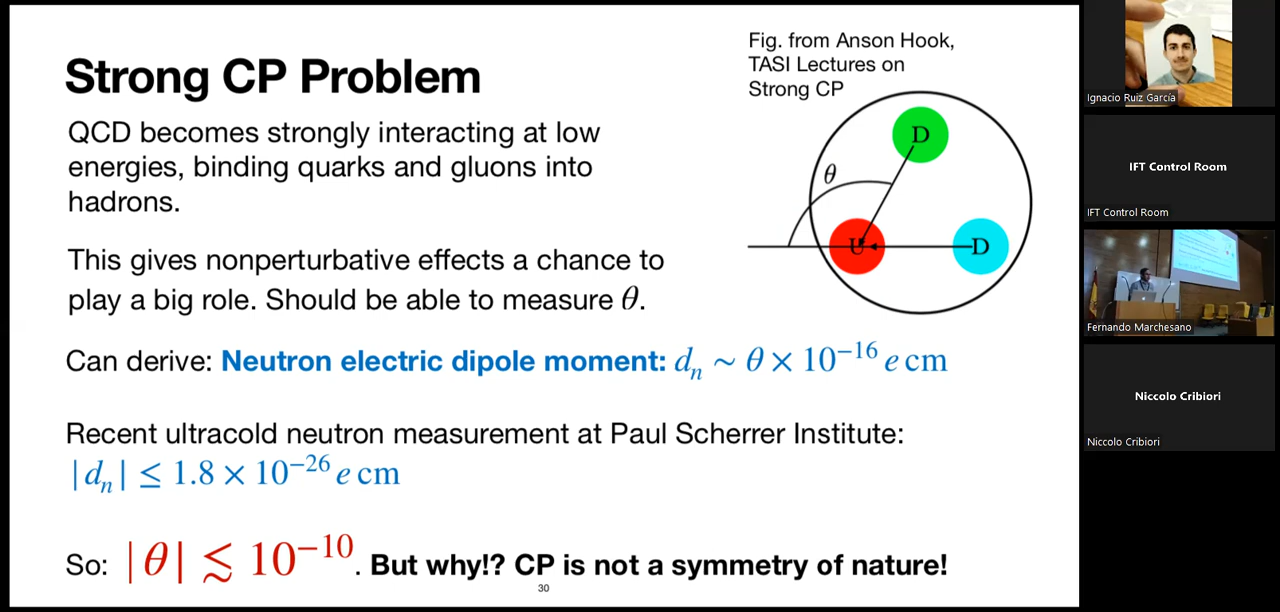 Strong CP Problem
Fig. from Anson Hook,
TASI Lectures on
Strong CP
QCD becomes strongly interacting at low
energies, binding quarks and gluons into
hadrons.
D
θ
U
D
This gives nonperturbative effects a chance to
play a big role. Should be able to measure θ.
Can derive: Neutron electric dipole moment: dₙ ∼ θ × 10⁻¹⁶ e cm
Recent ultracold neutron measurement at Paul Scherrer Institute:
|dₙ| ≤ 1.8 × 10⁻²⁶ e cm
So: |θ| ≲ 10⁻¹⁰. But why!? CP is not a symmetry of nature!
30
Ignacio Ruiz García
IFT Control Room
IFT Control Room
Fernando Marchesano
Niccolo Cribiori
Niccolo Cribiori